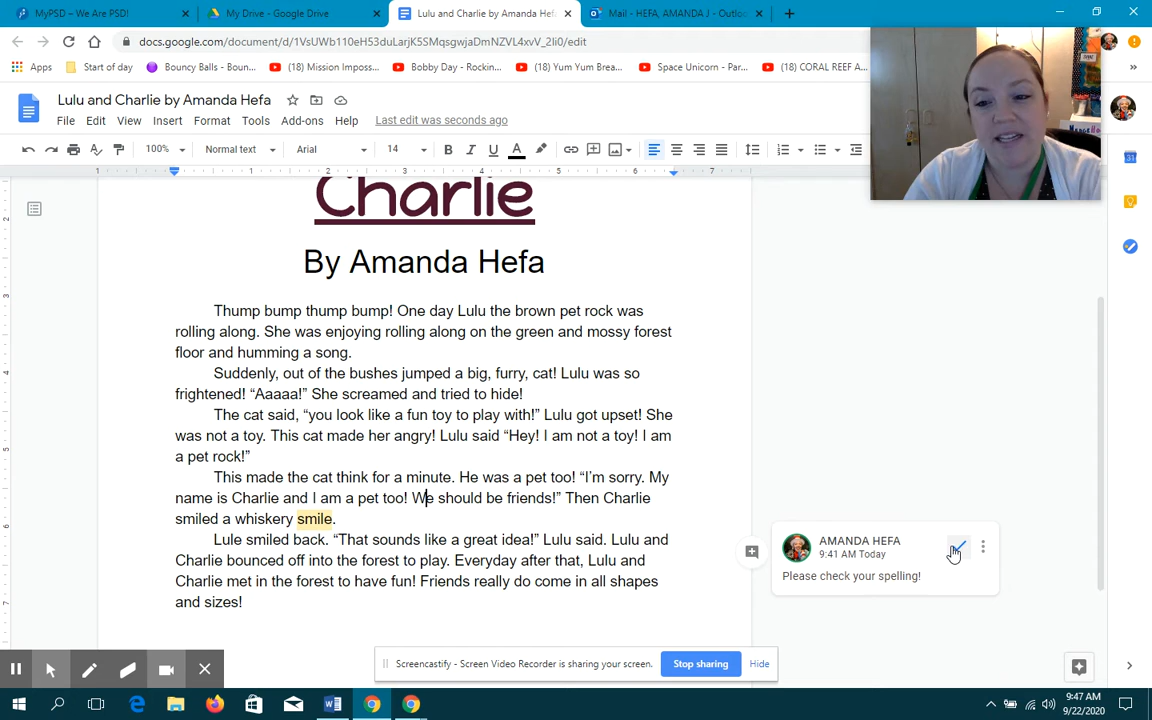 MyPSD – We Are PSD!
My Drive - Google Drive
Lulu and Charlie by Amanda Hefa
Mail - HEFA, AMANDA J - Outloo
docs.google.com/document/d/1VsUWb110eH53duLarjK5SMqsgwjaDmNZVL4xvV_2li0/edit
Apps
Start of day
Bouncy Balls - Boun...
(18) Mission Imposs...
Bobby Day - Rockin...
(18) Yum Yum Brea...
Space Unicorn - Par...
(18) CORAL REEF A...
Lulu and Charlie by Amanda Hefa
File Edit View Insert Format Tools Add-ons Help Last edit was seconds ago
100% Normal text Arial 14
Charlie
By Amanda Hefa
Thump bump thump bump! One day Lulu the brown pet rock was
rolling along. She was enjoying rolling along on the green and mossy forest
floor and humming a song.
Suddenly, out of the bushes jumped a big, furry, cat! Lulu was so
frightened! “Aaaaa!” She screamed and tried to hide!
The cat said, “you look like a fun toy to play with!” Lulu got upset! She
was not a toy. This cat made her angry! Lulu said “Hey! I am not a toy! I am
a pet rock!”
This made the cat think for a minute. He was a pet too! “I’m sorry. My
name is Charlie and I am a pet too! We should be friends!” Then Charlie
smiled a whiskery smile.
Lule smiled back. “That sounds like a great idea!” Lulu said. Lulu and
Charlie bounced off into the forest to play. Everyday after that, Lulu and
Charlie met in the forest to have fun! Friends really do come in all shapes
and sizes!
AMANDA HEFA
9:41 AM Today
Please check your spelling!
Screencastify - Screen Video Recorder is sharing your screen.
Stop sharing
Hide
9:47 AM
9/22/2020